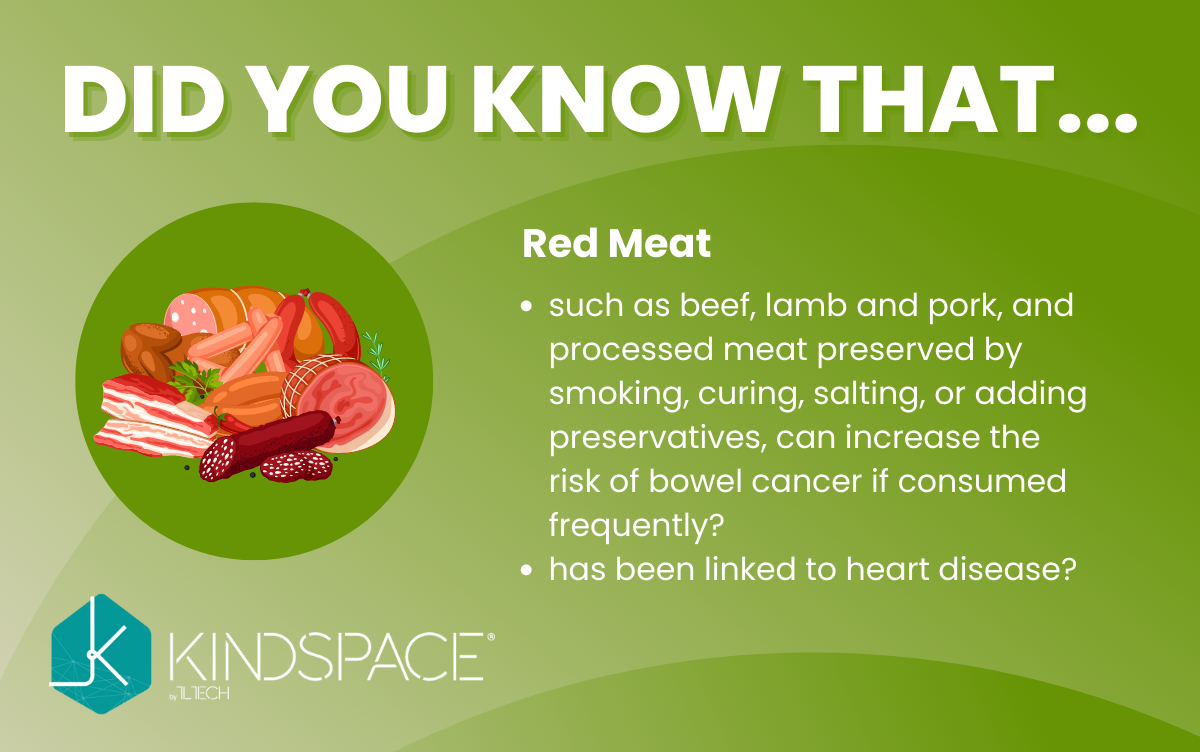 DID YOU KNOW THAT...
Red Meat
• such as beef, lamb and pork, and
processed meat preserved by
smoking, curing, salting, or adding
preservatives, can increase the
risk of bowel cancer if consumed
frequently?
• has been linked to heart disease?
KINDSPACE®
by TLTECH